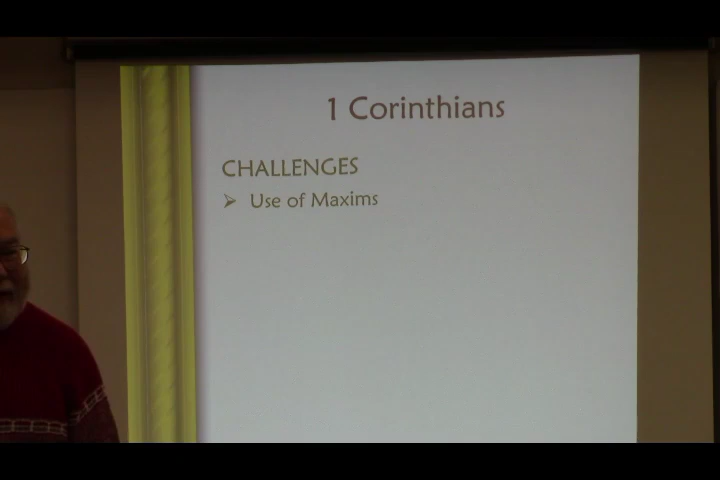 1 Corinthians
CHALLENGES
➢ Use of Maxims